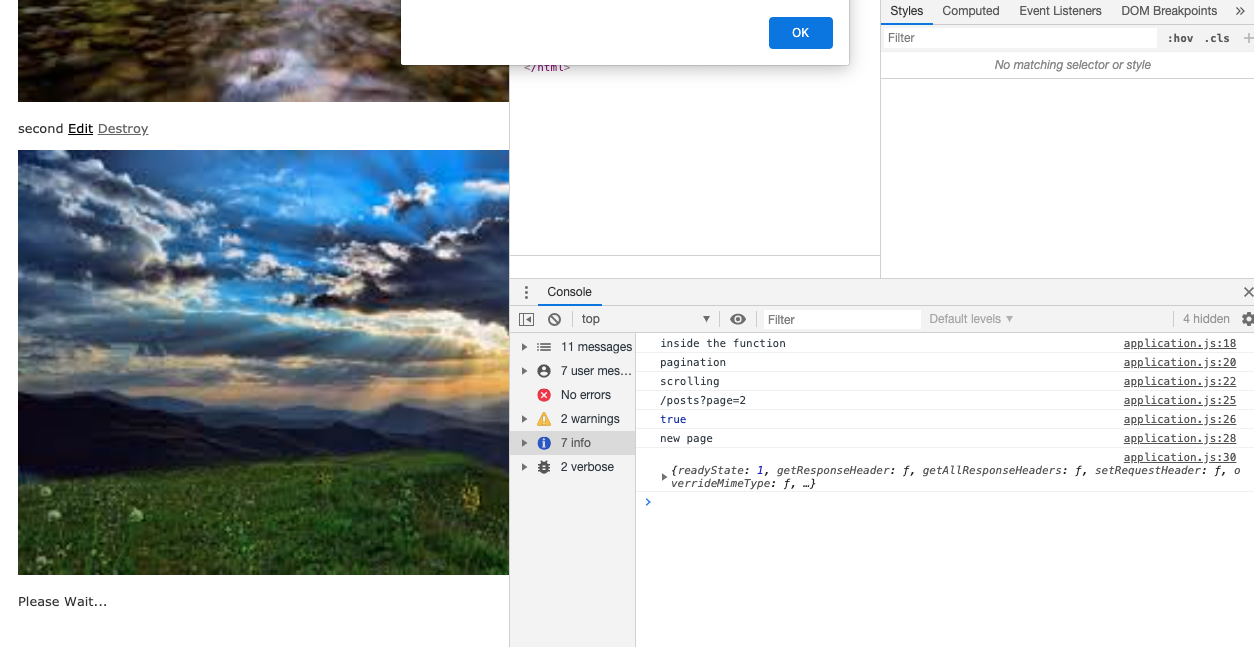 OK
Styles Computed Event Listeners DOM Breakpoints »
Filter :hov .cls +
No matching selector or style
</html>
second Edit Destroy
Console
top ▼ Filter Default levels ▼ 4 hidden
11 messages
7 user mes...
No errors
2 warnings
7 info
2 verbose
inside the function application.js:18
pagination application.js:20
scrolling application.js:22
/posts?page=2 application.js:25
true application.js:26
new page application.js:28
application.js:30
{readyState: 1, getResponseHeader: ƒ, getAllResponseHeaders: ƒ, setRequestHeader: ƒ, o
verrideMimeType: ƒ, …}
Please Wait...